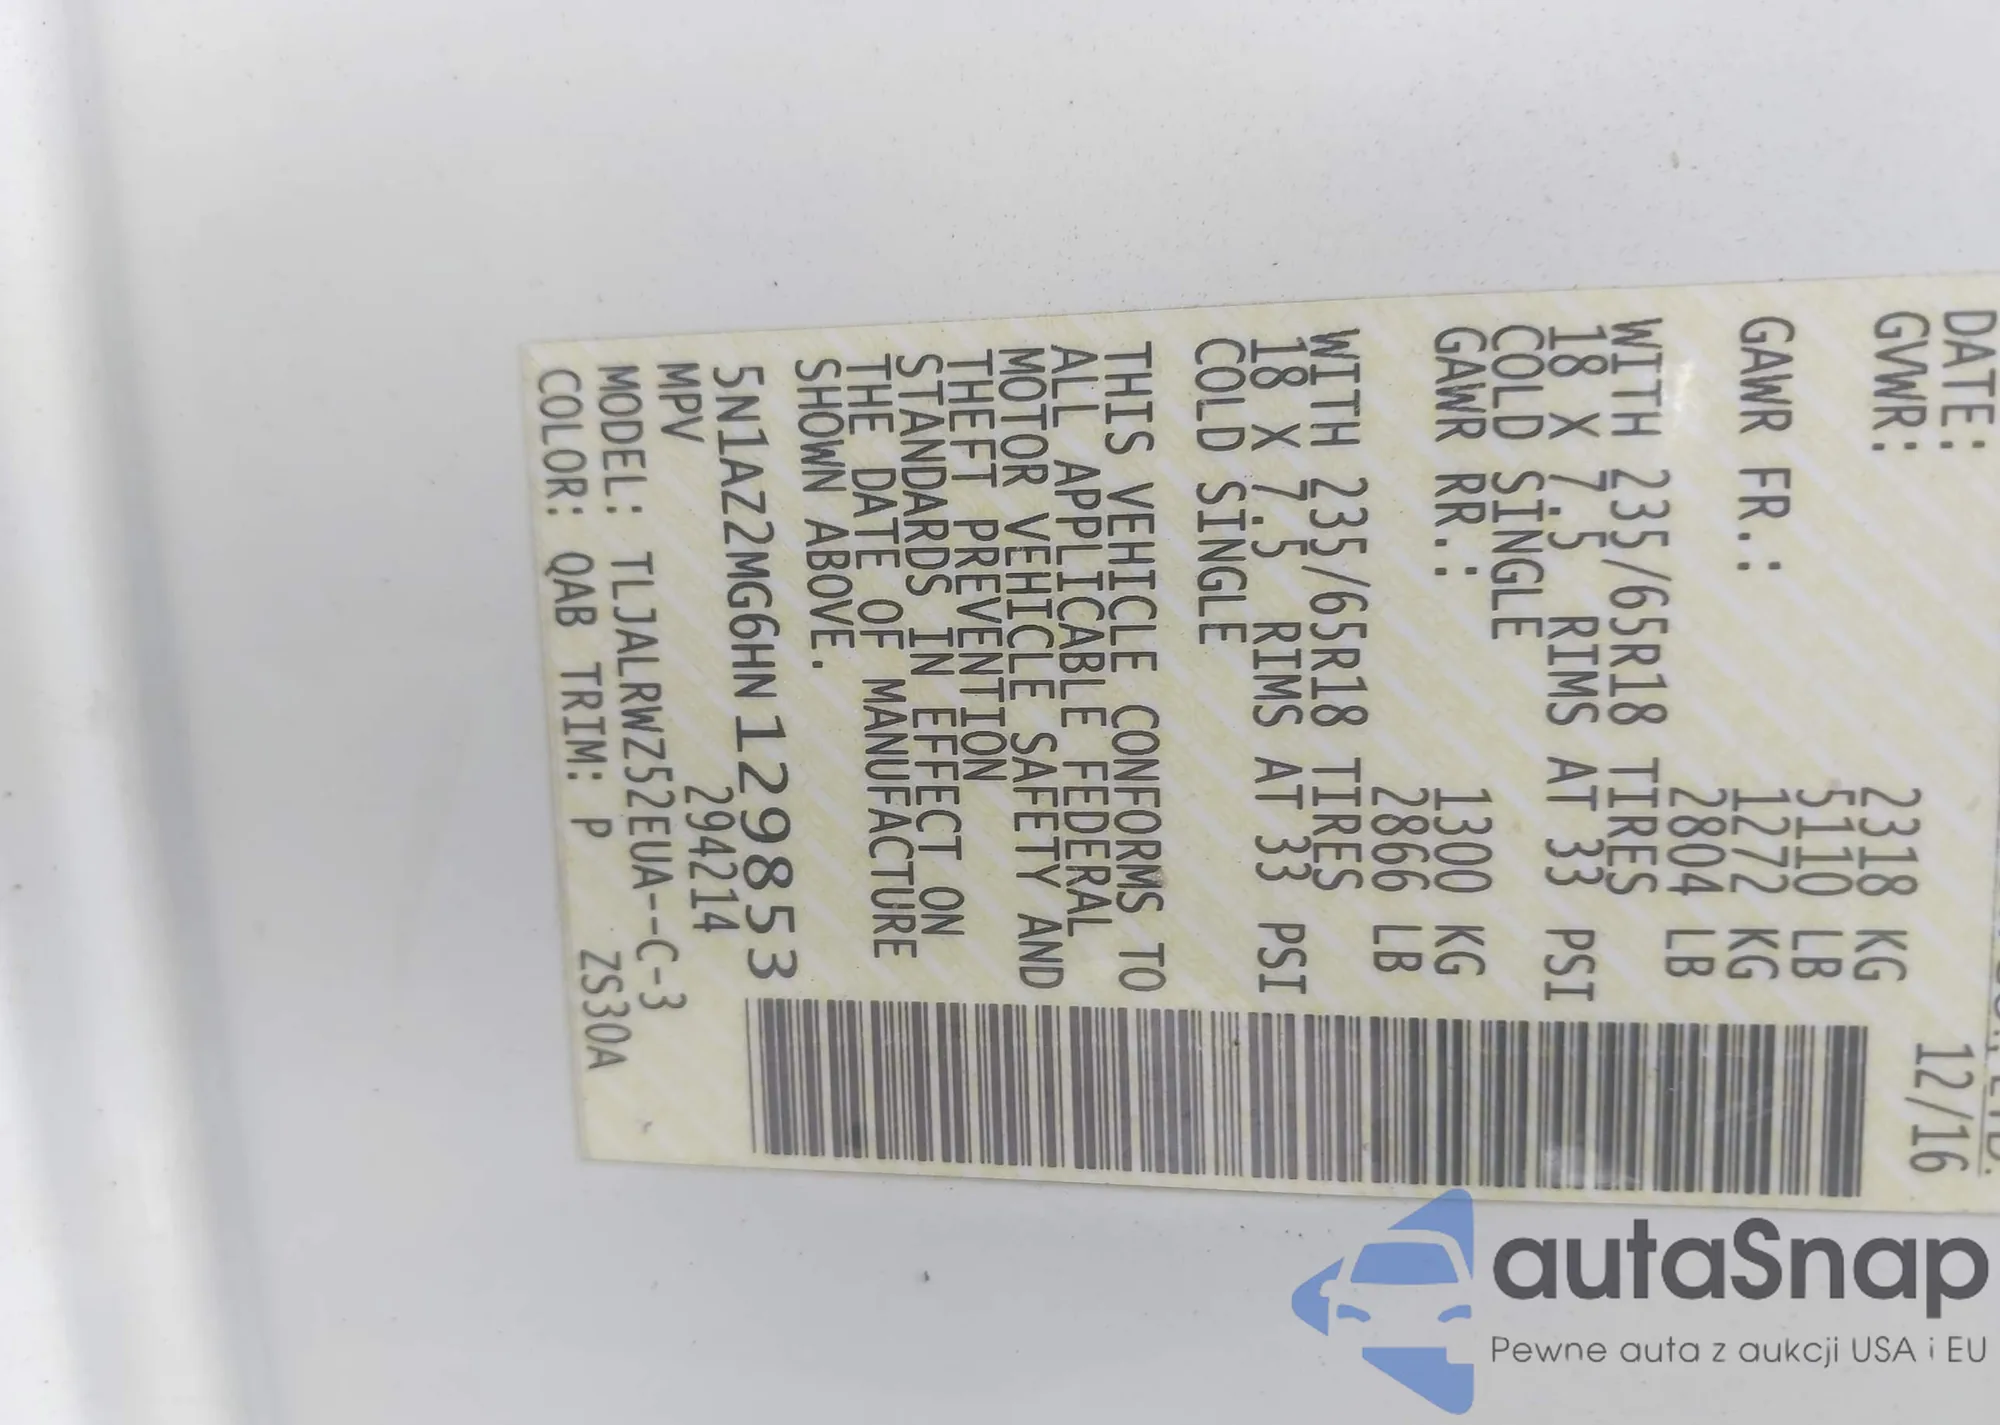 DATE: 12/16
GVWR: 2318 KG
5110 LB
GAWR FR.: 1272 KG
2804 LB
WITH 235/65R18 TIRES
18 X 7.5 RIMS AT 33 PSI
COLD SINGLE
GAWR RR.: 1300 KG
2866 LB
WITH 235/65R18 TIRES
18 X 7.5 RIMS AT 33 PSI
COLD SINGLE
THIS VEHICLE CONFORMS TO
ALL APPLICABLE FEDERAL
MOTOR VEHICLE SAFETY AND
THEFT PREVENTION
STANDARDS IN EFFECT ON
THE DATE OF MANUFACTURE
SHOWN ABOVE.
5N1AZ2MG6HN129853
MPV 294214
MODEL: TLJALRWZ52EUA--C-3
COLOR: QAB TRIM: P ZS30A
autaSnap
Pewne auta z aukcji USA i EU